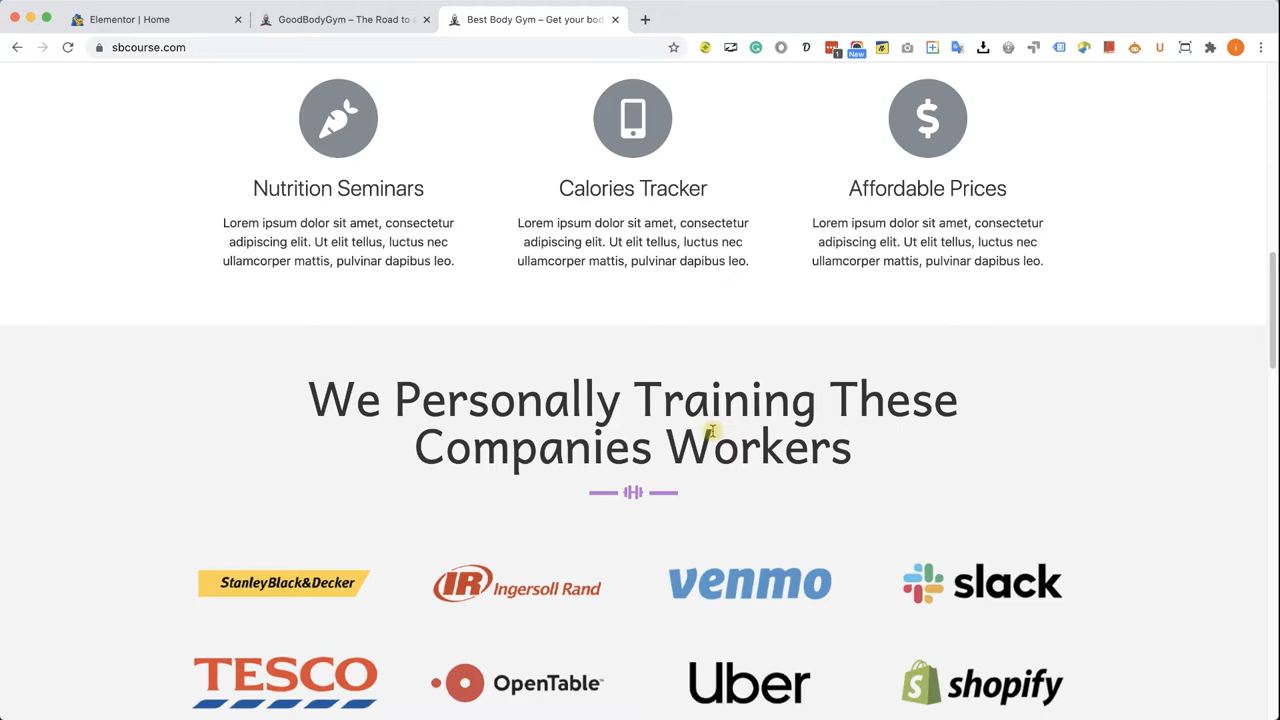 Elementor | Home
GoodBodyGym – The Road to
Best Body Gym – Get your bod
sbcourse.com
1
New
U
i
Nutrition Seminars
Calories Tracker
Affordable Prices
Lorem ipsum dolor sit amet, consectetur
adipiscing elit. Ut elit tellus, luctus nec
ullamcorper mattis, pulvinar dapibus leo.
Lorem ipsum dolor sit amet, consectetur
adipiscing elit. Ut elit tellus, luctus nec
ullamcorper mattis, pulvinar dapibus leo.
Lorem ipsum dolor sit amet, consectetur
adipiscing elit. Ut elit tellus, luctus nec
ullamcorper mattis, pulvinar dapibus leo.
We Personally Training These
Companies Workers
StanleyBlack&Decker
IR Ingersoll Rand
venmo
slack
TESCO
OpenTable™
Uber
shopify